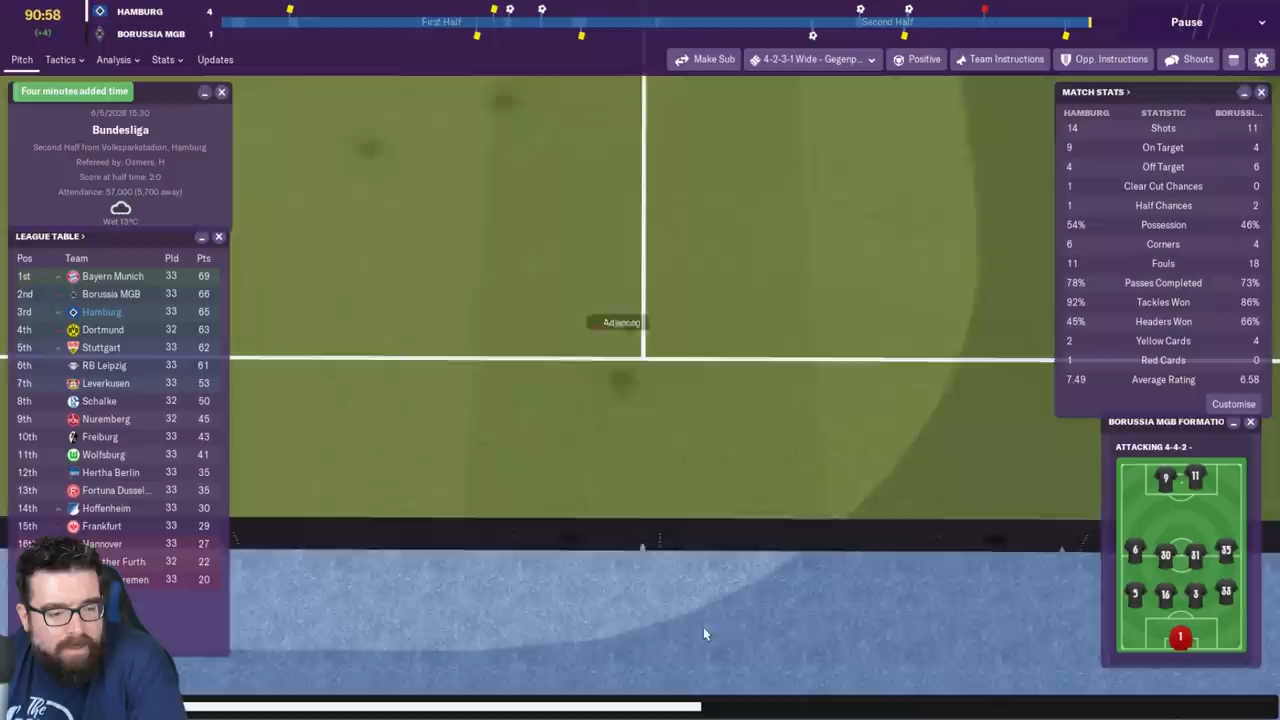 90:58
(+4)
HAMBURG 4
BORUSSIA MGB 1
First Half
Second Half
Pause
Pitch Tactics Analysis Stats Updates
Make Sub
4-2-3-1 Wide - Gegenp...
Positive
Team Instructions
Opp. Instructions
Shouts
Four minutes added time
6/5/2028 15:30
Bundesliga
Second Half from Volksparkstadion, Hamburg
Refereed by: Osmers, H
Score at half time: 2:0
Attendance: 57,000 (5,700 away)
Wet 13°C
LEAGUE TABLE >
Pos Team Pld Pts
1st Bayern Munich 33 69
2nd Borussia MGB 33 66
3rd Hamburg 33 65
4th Dortmund 32 63
5th Stuttgart 33 62
6th RB Leipzig 33 61
7th Leverkusen 33 53
8th Schalke 32 50
9th Nuremberg 32 45
10th Freiburg 33 43
11th Wolfsburg 33 41
12th Hertha Berlin 33 35
13th Fortuna Dussel... 33 35
14th Hoffenheim 33 30
15th Frankfurt 33 29
Hannover 33 27
ther Furth 32 22
emen 33 20
MATCH STATS >
HAMBURG STATISTIC BORUSSI...
14 Shots 11
9 On Target 4
4 Off Target 6
1 Clear Cut Chances 0
1 Half Chances 2
54% Possession 46%
6 Corners 4
11 Fouls 18
78% Passes Completed 73%
92% Tackles Won 86%
45% Headers Won 66%
2 Yellow Cards 4
1 Red Cards 0
7.49 Average Rating 6.58
Customise
BORUSSIA MGB FORMATIO
ATTACKING 4-4-2 -
9 11
6 30 31 35
5 16 3 33
1
The